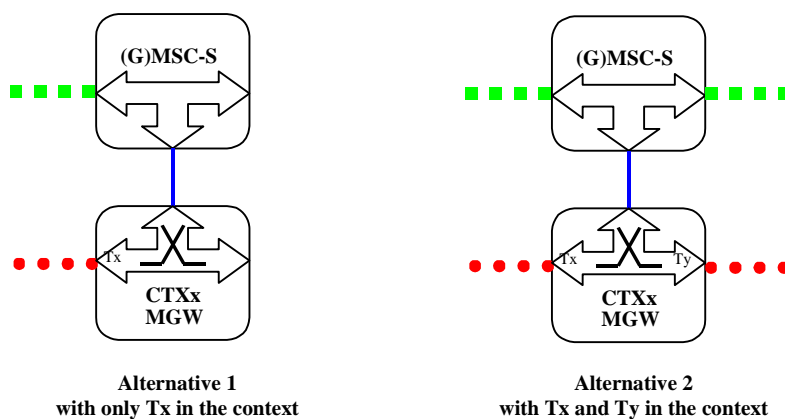 (G)MSC-S
(G)MSC-S
Tx
CTXx
MGW
Tx
Ty
CTXx
MGW
Alternative 1
with only Tx in the context
Alternative 2
with Tx and Ty in the context